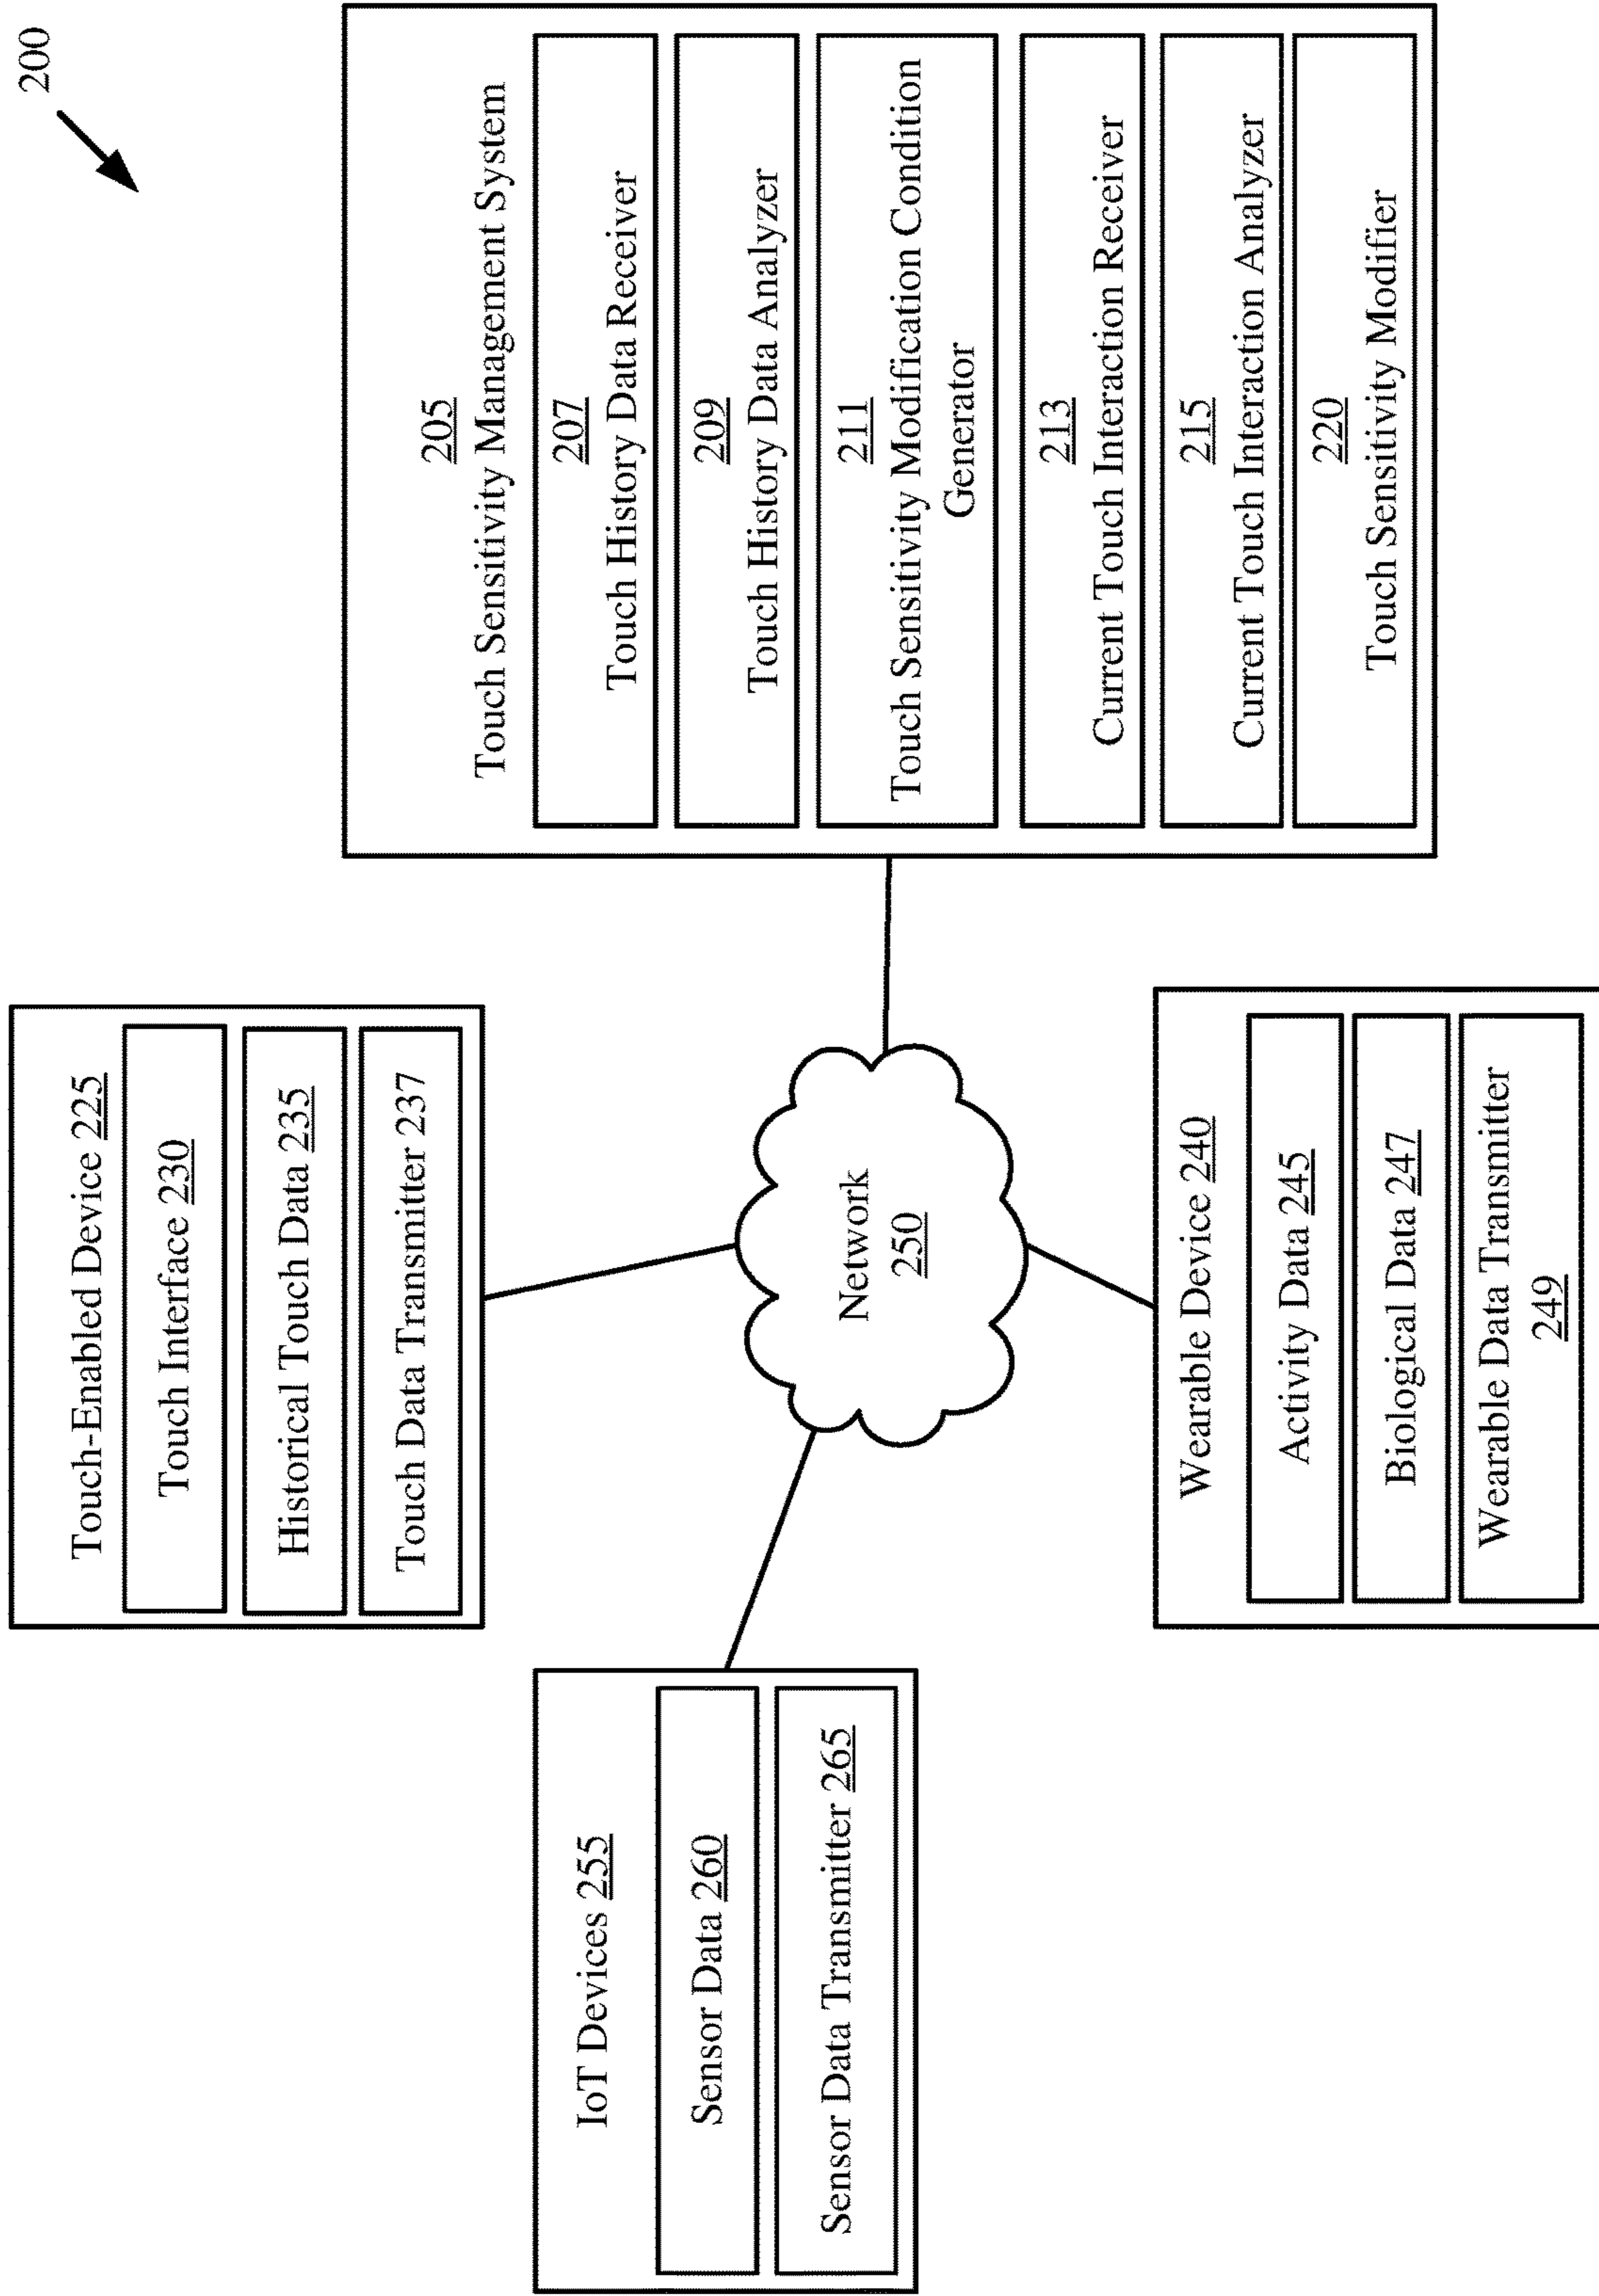 200
Touch-Enabled Device 225
Touch Interface 230
Historical Touch Data 235
Touch Data Transmitter 237
IoT Devices 255
Sensor Data 260
Sensor Data Transmitter 265
Network
250
Wearable Device 240
Activity Data 245
Biological Data 247
Wearable Data Transmitter
249
205
Touch Sensitivity Management System
207
Touch History Data Receiver
209
Touch History Data Analyzer
211
Touch Sensitivity Modification Condition
Generator
213
Current Touch Interaction Receiver
215
Current Touch Interaction Analyzer
220
Touch Sensitivity Modifier